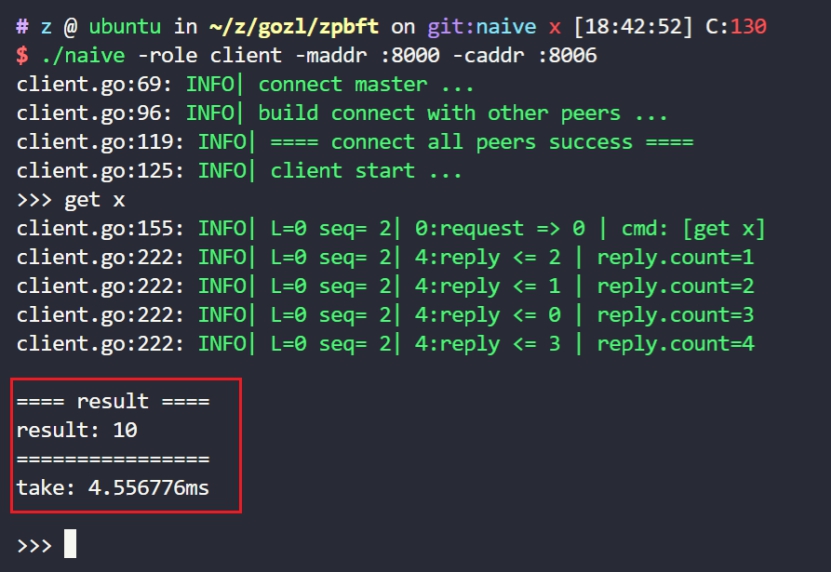 # z @ ubuntu in ~/z/gozl/zpbft on git:naive x [18:42:52] C:130
$ ./naive -role client -maddr :8000 -caddr :8006
client.go:69: INFO| connect master ...
client.go:96: INFO| build connect with other peers ...
client.go:119: INFO| ==== connect all peers success ====
client.go:125: INFO| client start ...
>>> get x
client.go:155: INFO| L=0 seq= 2| 0:request => 0 | cmd: [get x]
client.go:222: INFO| L=0 seq= 2| 4:reply <= 2 | reply.count=1
client.go:222: INFO| L=0 seq= 2| 4:reply <= 1 | reply.count=2
client.go:222: INFO| L=0 seq= 2| 4:reply <= 0 | reply.count=3
client.go:222: INFO| L=0 seq= 2| 4:reply <= 3 | reply.count=4
==== result ====
result: 10
================
take: 4.556776ms
>>>